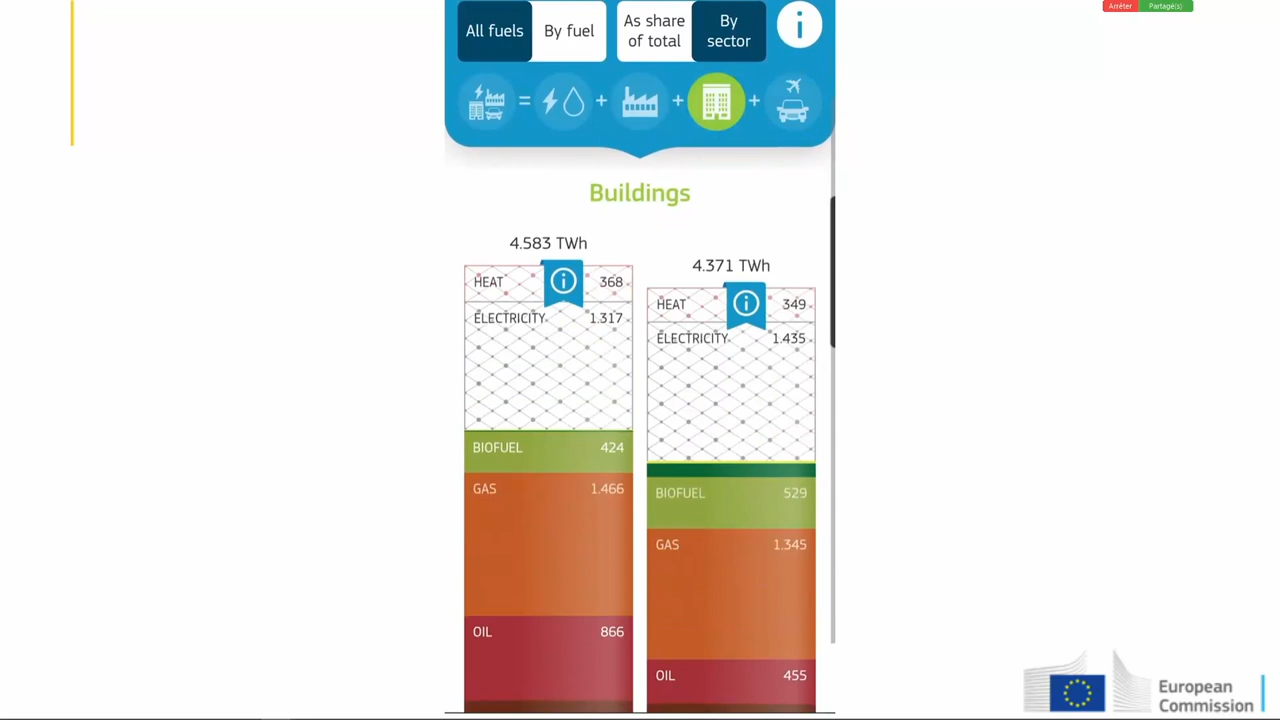 Arrêter Partagé(s)
All fuels
By fuel
As share
of total
By
sector
i
=
+
+
+
Buildings
4.583 TWh
HEAT 368
ELECTRICITY 1.317
BIOFUEL 424
GAS 1.466
OIL 866
4.371 TWh
HEAT 349
ELECTRICITY 1.435
BIOFUEL 529
GAS 1.345
OIL 455
European
Commission